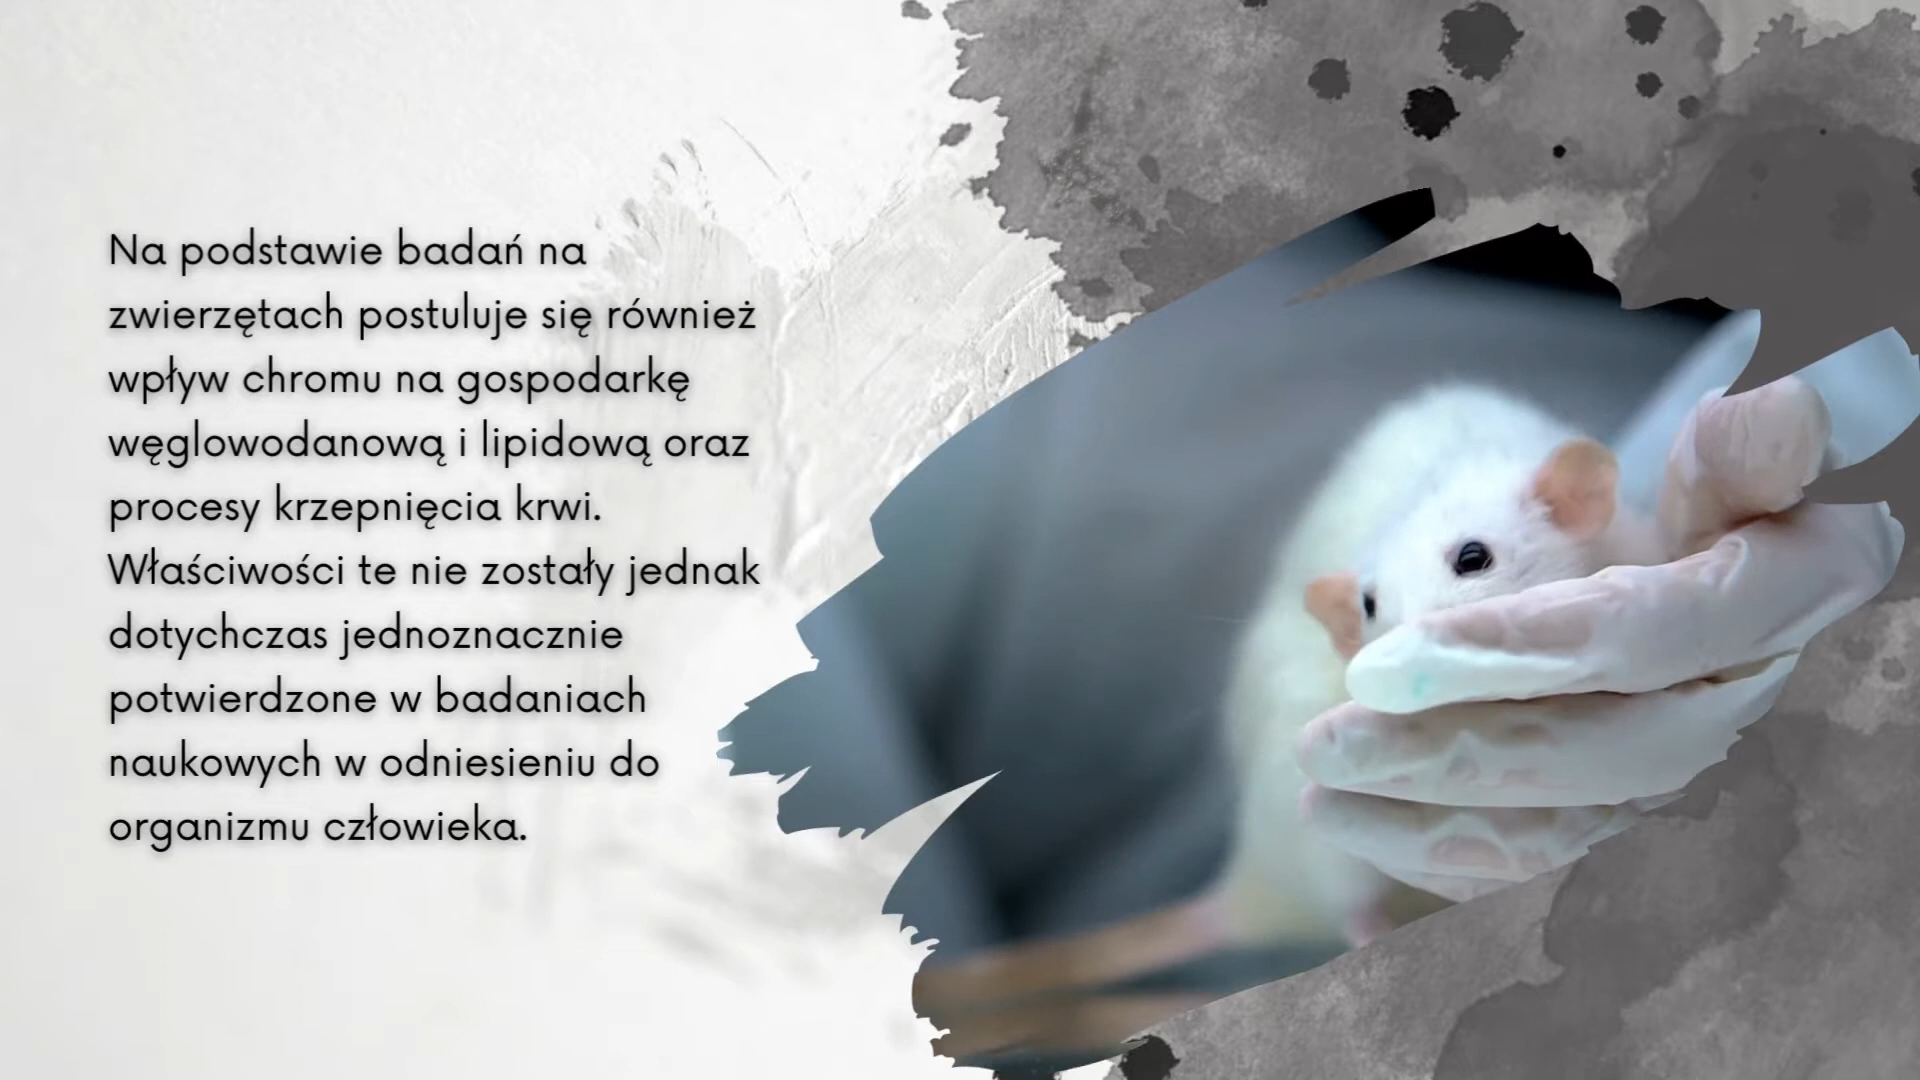 Na podstawie badań na
zwierzętach postuluje się również
wpływ chromu na gospodarkę
węglowodanową i lipidową oraz
procesy krzepnięcia krwi.
Właściwości te nie zostały jednak
dotychczas jednoznacznie
potwierdzone w badaniach
naukowych w odniesieniu do
organizmu człowieka.